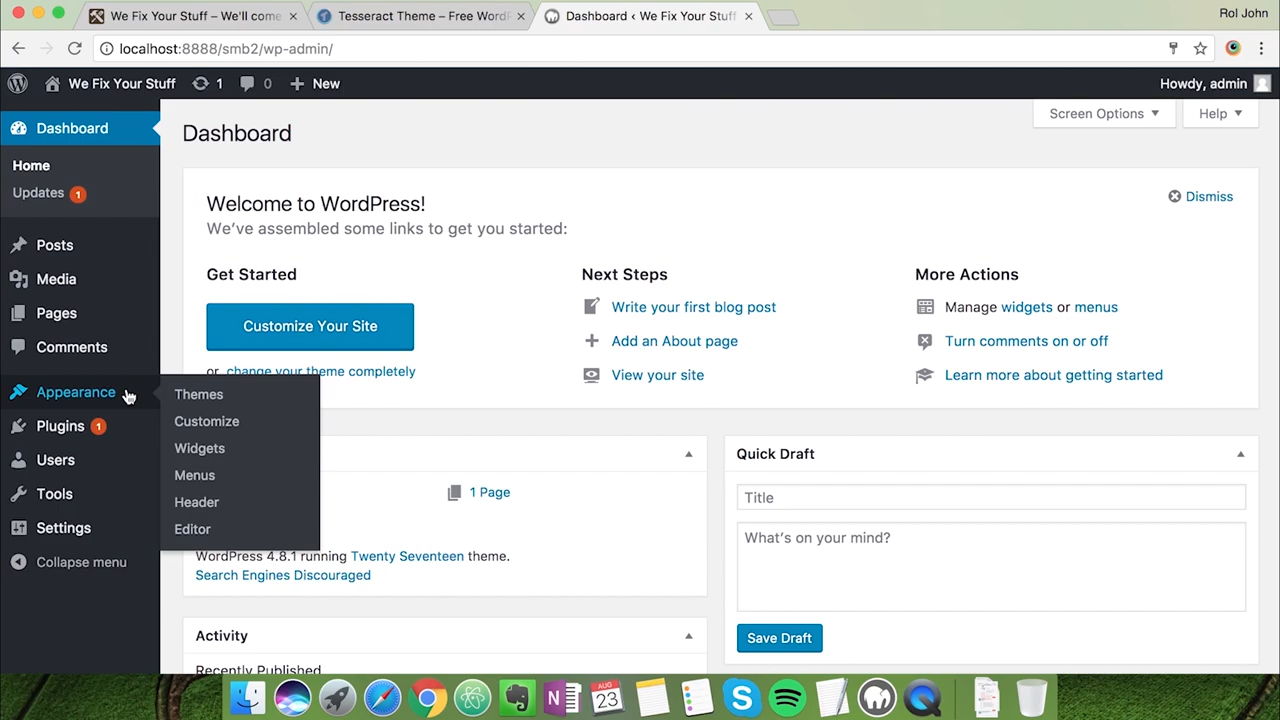 We Fix Your Stuff – We'll come
Tesseract Theme – Free WordP
Dashboard ‹ We Fix Your Stuff
Rol John
localhost:8888/smb2/wp-admin/
We Fix Your Stuff
1
0
New
Howdy, admin
Dashboard
Home
Updates 1
Posts
Media
Pages
Comments
Appearance
Plugins 1
Users
Tools
Settings
Collapse menu
Themes
Customize
Widgets
Menus
Header
Editor
Dashboard
Screen Options
Help
Welcome to WordPress!
We've assembled some links to get you started:
Dismiss
Get Started
Customize Your Site
or, change your theme completely
Next Steps
Write your first blog post
Add an About page
View your site
More Actions
Manage widgets or menus
Turn comments on or off
Learn more about getting started
1 Page
WordPress 4.8.1 running Twenty Seventeen theme.
Search Engines Discouraged
Activity
Recently Published
Quick Draft
Title
What's on your mind?
Save Draft
AUG
23